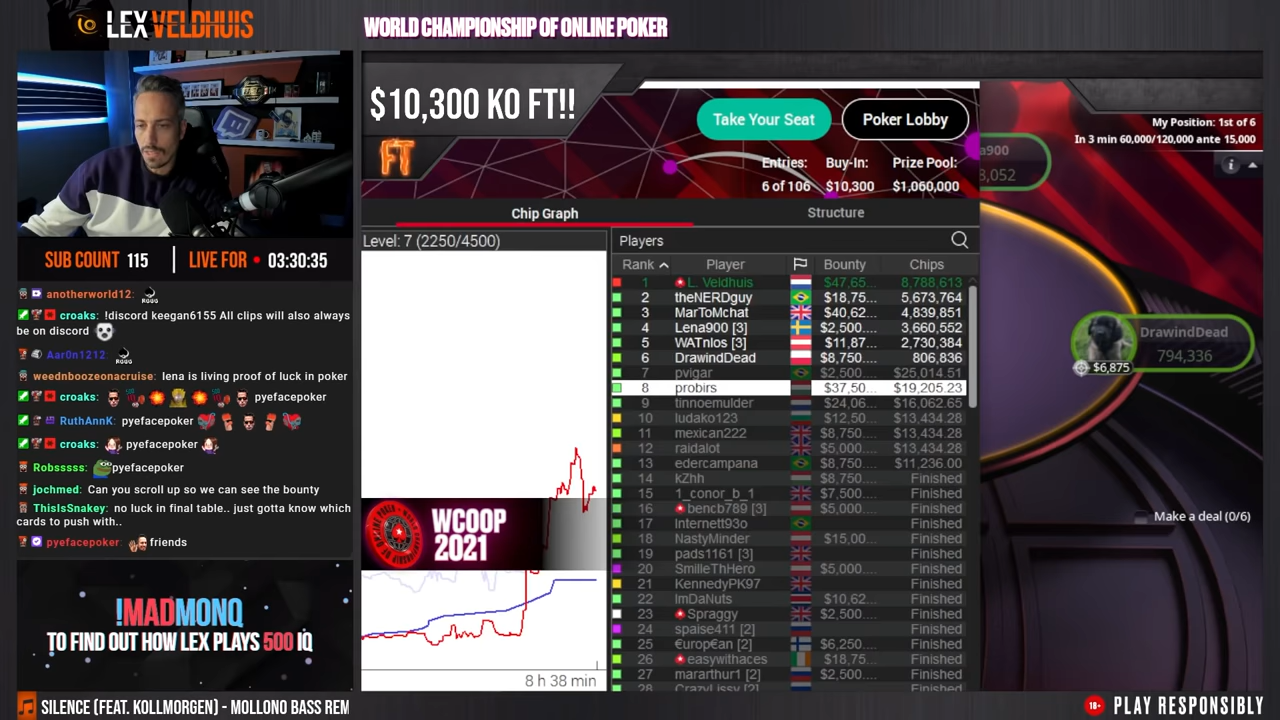 LEXVELDHUIS
WORLD CHAMPIONSHIP OF ONLINE POKER
$10,300 KO FT!!
FT
Take Your Seat
Poker Lobby
Entries: Buy-In: Prize Pool:
6 of 106 $10,300 $1,060,000
My Position: 1st of 6
In 3 min 60,000/120,000 ante 15,000
a900
8,052
Chip Graph
Structure
Level: 7 (2250/4500)
Players
Rank Player Bounty Chips
1 L. Veldhuis $47,65... 8,788,613
2 theNERDguy $18,75... 5,673,764
3 MarToMchat $40,62... 4,839,851
4 Lena900 [3] $2,500.... 3,660,552
5 WATnlos [3] $11,87... 2,730,384
6 DrawindDead $8,750.... 806,836
7 pvigar $2,500.... $25,014.51
8 probirs $37,50... $19,205.23
9 tinnoemulder $24,06... $16,062.65
10 ludako123 $12,50... $13,434.28
11 mexican222 $8,750.... $13,434.28
12 raidalot $5,000.... $13,434.28
13 edercampana $8,750.... $11,236.00
14 kZhh $8,750.... Finished
15 1_conor_b_1 $7,500.... Finished
16 bencb789 [3] $5,000.... Finished
17 Internett93o Finished
18 NastyMinder $15,00... Finished
19 pads1161 [3] Finished
20 SmilleThHero $5,000.... Finished
21 KennedyPK97 Finished
22 ImDaNuts $10,62... Finished
23 Spraggy $2,500.... Finished
24 spaise411 [2] Finished
25 €urop€an [2] $6,250.... Finished
26 easywithaces $18,75... Finished
27 mararthur1 [2] $2,500.... Finished
28 CrazyLissy [2] Finished
WCOOP
2021
8 h 38 min
DrawindDead
794,336
$6,875
Make a deal (0/6)
SUB COUNT 115
LIVE FOR 03:30:35
anotherworld12:
croaks: !discord keegan6155 All clips will also always
be on discord
Aar0n1212:
weednboozeonacruise: lena is living proof of luck in poker
croaks: pyefacepoker
RuthAnnK: pyefacepoker
croaks: pyefacepoker
Robsssss: pyefacepoker
jochmed: Can you scroll up so we can see the bounty
ThisIsSnakey: no luck in final table.. just gotta know which
cards to push with..
pyefacepoker: friends
!MADMONQ
TO FIND OUT HOW LEX PLAYS 500 IQ
SILENCE (FEAT. KOLLMORGEN) - MOLLONO BASS REM
18+ PLAY RESPONSIBLY